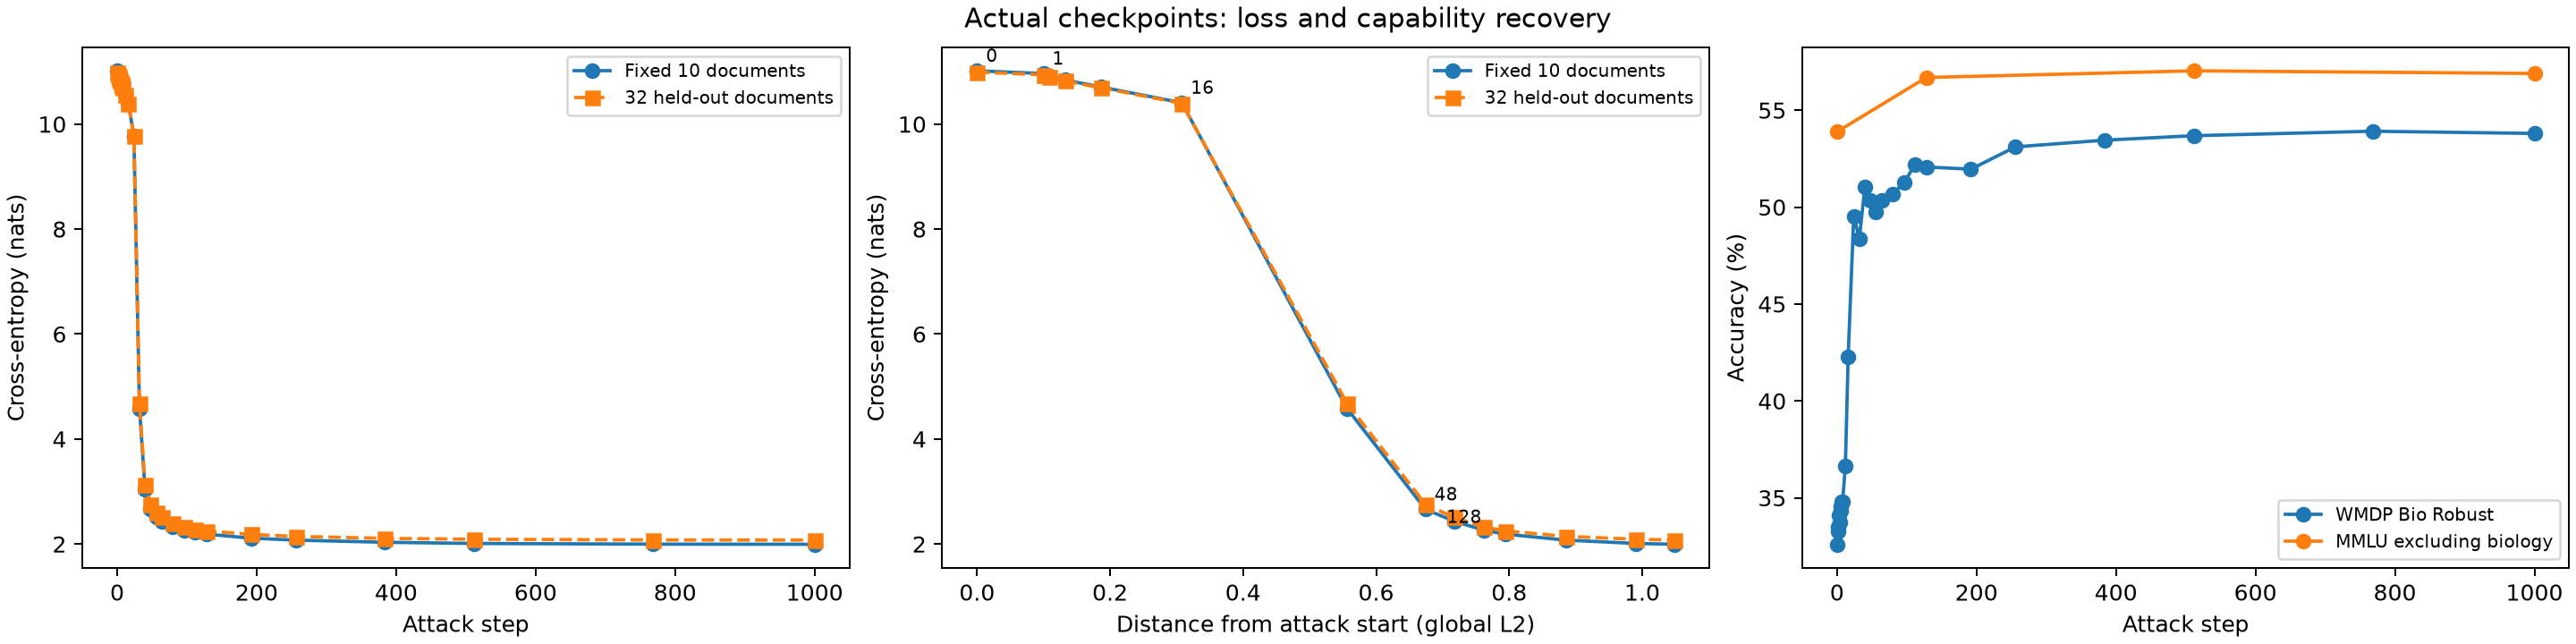 Actual checkpoints: loss and capability recovery
Cross-entropy (nats)
10
8
6
4
2
0
200
400
600
800
1000
Attack step
Fixed 10 documents
32 held-out documents
Cross-entropy (nats)
10
8
6
4
2
0.0
0.2
0.4
0.6
0.8
1.0
Distance from attack start (global L2)
Fixed 10 documents
32 held-out documents
0
1
16
48
128
Accuracy (%)
55
50
45
40
35
0
200
400
600
800
1000
Attack step
WMDP Bio Robust
MMLU excluding biology